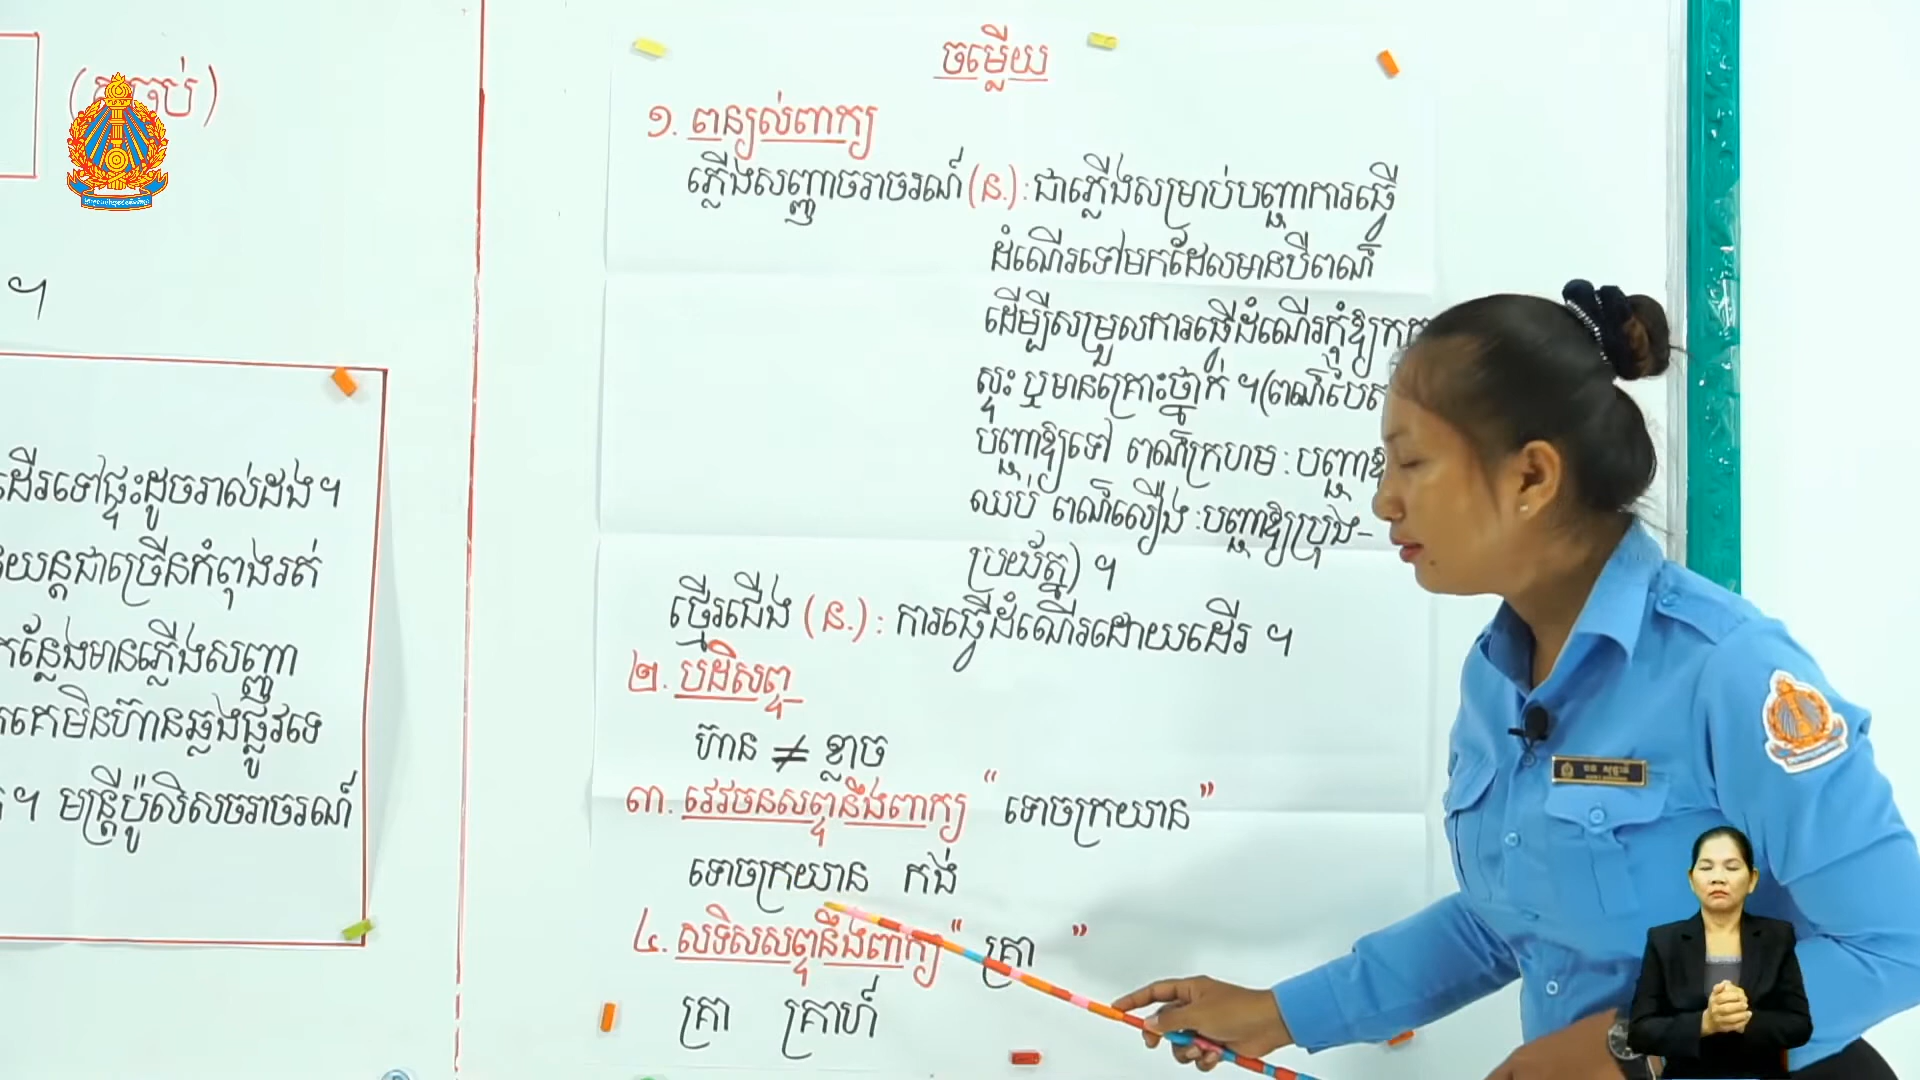 ចម្លើយ
១. ពន្យល់ពាក្យ
ភ្លើងសញ្ញាចរាចរណ៍ (ន.) : ជាភ្លើងសម្រាប់បញ្ជាការធ្វើ
ដំណើរទៅមកដែលមានបីពណ៌
ដើម្បីសម្រួលការធ្វើដំណើរកុំឱ្យ
ស្ទះ ឬមានគ្រោះថ្នាក់ ។ (ពណ៌បៃត
បញ្ជាឱ្យទៅ ពណ៌ក្រហម : បញ្ជាឱ
ឈប់ ពណ៌លឿង : បញ្ជាឱ្យប្រុង-
ប្រយ័ត្ន) ។
ថ្មើរជើង (ន.) : ការធ្វើដំណើរដោយដើរ ។
២. បដិសព្ទ
ហ៊ាន ≠ ខ្លាច
៣. វេវចនសព្ទនឹងពាក្យ " ទោចក្រយាន "
ទោចក្រយាន កង់
៤. សទិសសព្ទនឹងពាក្យ " គ្រា "
គ្រា គ្រាហ៍
។
ដើរទៅផ្ទះដូចរាល់ដង ។
យន្តជាច្រើនកំពុងរត់
កន្លែងមានភ្លើងសញ្ញា
គេមិនហ៊ានឆ្លងផ្លូវទេ
។ មន្ត្រីប៉ូលិសចរាចរណ៍